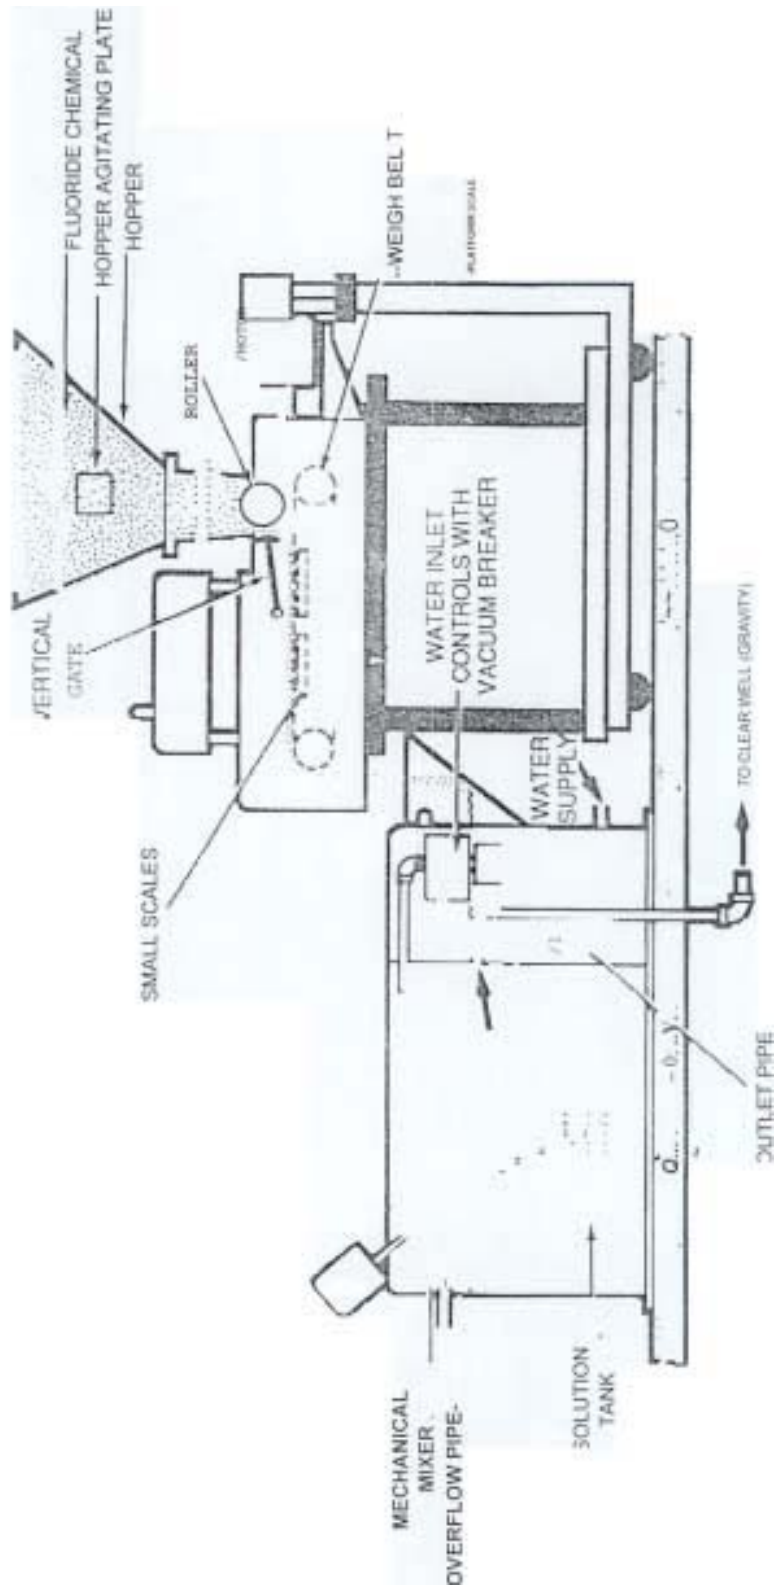 FLUORIDE CHEMICAL
HOPPER AGITATING PLATE
HOPPER
VERTICAL
GATE
ROLLER
WEIGH BELT
PLATFORM SCALE
SMALL SCALES
WATER INLET
CONTROLS WITH
VACUUM BREAKER
WATER
SUPPLY
TO CLEAR WELL (GRAVITY)
OUTLET PIPE
MECHANICAL
MIXER
OVERFLOW PIPE-
SOLUTION
TANK